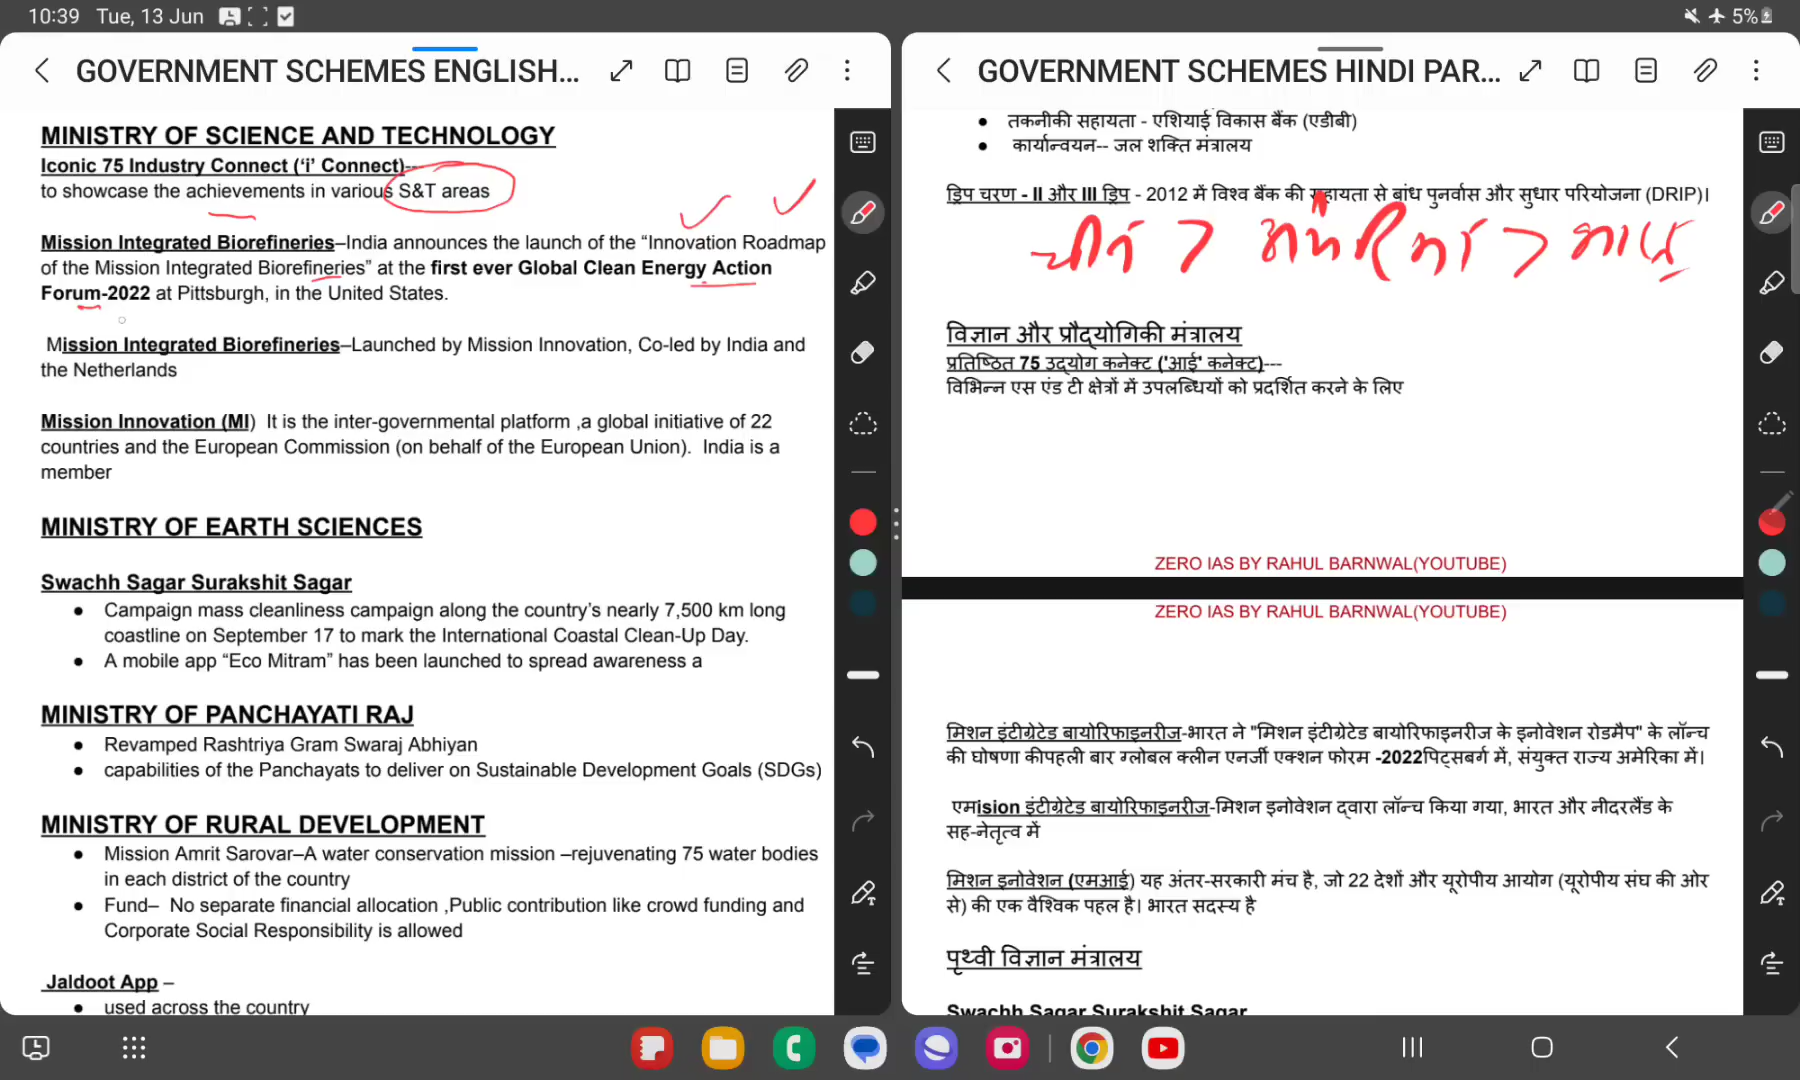 10:39 Tue, 13 Jun
5%
GOVERNMENT SCHEMES ENGLISH...
MINISTRY OF SCIENCE AND TECHNOLOGY
Iconic 75 Industry Connect (‘i’ Connect)---
to showcase the achievements in various S&T areas
Mission Integrated Biorefineries–India announces the launch of the “Innovation Roadmap
of the Mission Integrated Biorefineries” at the first ever Global Clean Energy Action
Forum-2022 at Pittsburgh, in the United States.
Mission Integrated Biorefineries–Launched by Mission Innovation, Co-led by India and
the Netherlands
Mission Innovation (MI) It is the inter-governmental platform ,a global initiative of 22
countries and the European Commission (on behalf of the European Union). India is a
member
MINISTRY OF EARTH SCIENCES
Swachh Sagar Surakshit Sagar
● Campaign mass cleanliness campaign along the country’s nearly 7,500 km long
coastline on September 17 to mark the International Coastal Clean-Up Day.
● A mobile app “Eco Mitram” has been launched to spread awareness a
MINISTRY OF PANCHAYATI RAJ
● Revamped Rashtriya Gram Swaraj Abhiyan
● capabilities of the Panchayats to deliver on Sustainable Development Goals (SDGs)
MINISTRY OF RURAL DEVELOPMENT
● Mission Amrit Sarovar–A water conservation mission –rejuvenating 75 water bodies
in each district of the country
● Fund– No separate financial allocation ,Public contribution like crowd funding and
Corporate Social Responsibility is allowed
Jaldoot App –
● used across the country
GOVERNMENT SCHEMES HINDI PAR...
● तकनीकी सहायता - एशियाई विकास बैंक (एडीबी)
● कार्यान्वयन-- जल शक्ति मंत्रालय
ड्रिप चरण - II और III ड्रिप - 2012 में विश्व बैंक की सहायता से बांध पुनर्वास और सुधार परियोजना (DRIP)।
विज्ञान और प्रौद्योगिकी मंत्रालय
प्रतिष्ठित 75 उद्योग कनेक्ट ('आई' कनेक्ट)---
विभिन्न एस एंड टी क्षेत्रों में उपलब्धियों को प्रदर्शित करने के लिए
ZERO IAS BY RAHUL BARNWAL(YOUTUBE)
ZERO IAS BY RAHUL BARNWAL(YOUTUBE)
मिशन इंटीग्रेटेड बायोरिफाइनरीज-भारत ने "मिशन इंटीग्रेटेड बायोरिफाइनरीज के इनोवेशन रोडमैप" के लॉन्च
की घोषणा कीपहली बार ग्लोबल क्लीन एनर्जी एक्शन फोरम -2022पिट्सबर्ग में, संयुक्त राज्य अमेरिका में।
एमision इंटीग्रेटेड बायोरिफाइनरीज-मिशन इनोवेशन द्वारा लॉन्च किया गया, भारत और नीदरलैंड के
सह-नेतृत्व में
मिशन इनोवेशन (एमआई) यह अंतर-सरकारी मंच है, जो 22 देशों और यूरोपीय आयोग (यूरोपीय संघ की ओर
से) की एक वैश्विक पहल है। भारत सदस्य है
पृथ्वी विज्ञान मंत्रालय
Swachh Sagar Surakshit Sagar